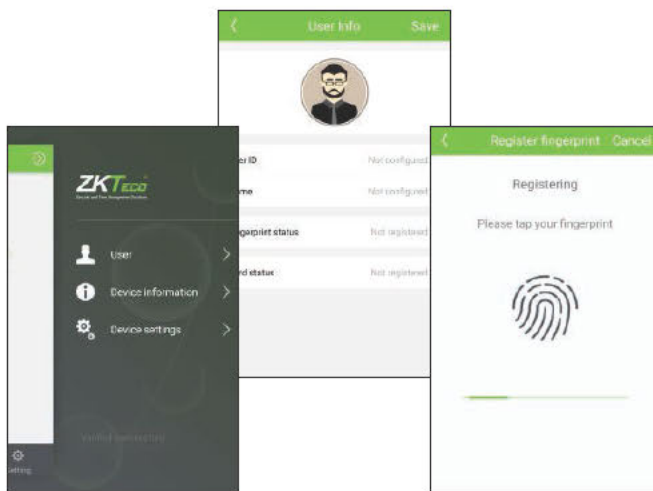 User Info Save
er ID Not configured
me Not configured
ngerprint status Not registered
rd status Not registered
ZKTeco
User
Device information
Device settings
etting
Register fingerprint Cancel
Registering
Please tap your fingerprint